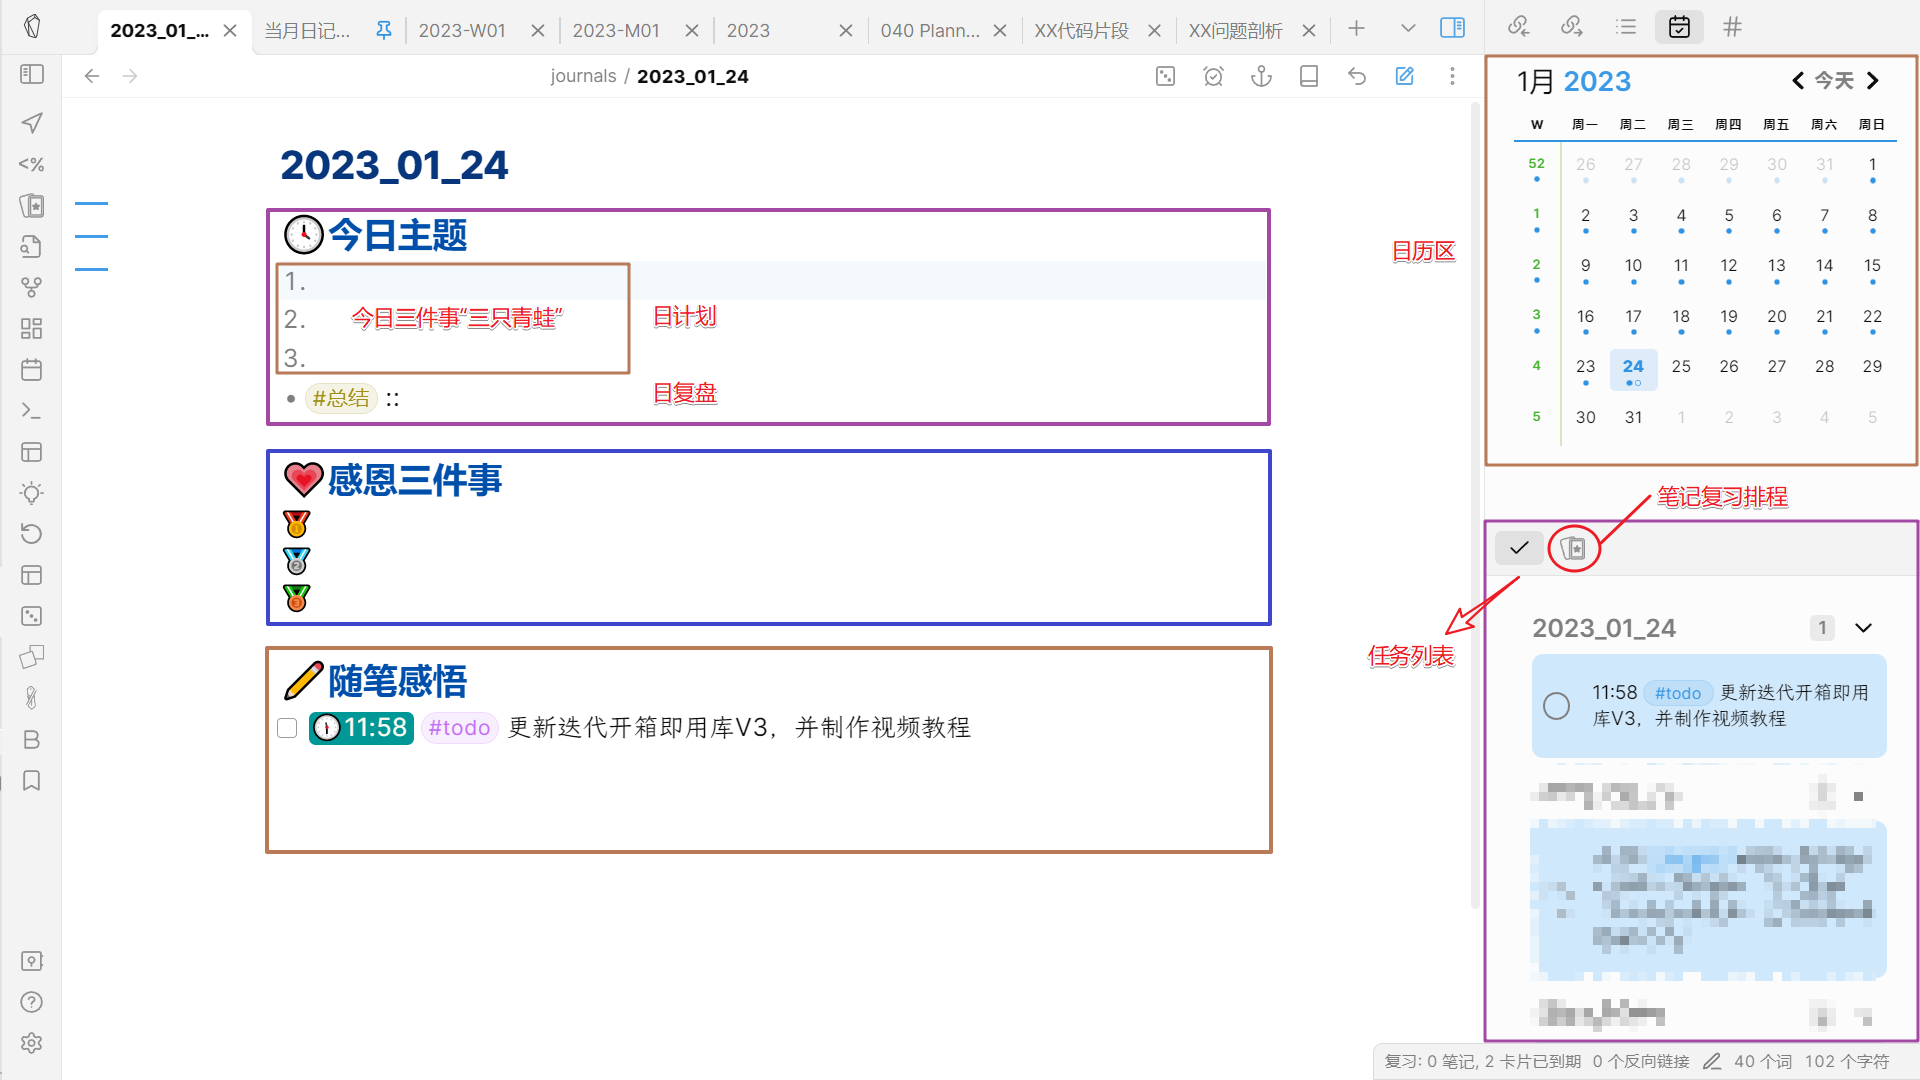 2023_01_...
当月日记...
2023-W01
2023-M01
2023
040 Plann...
XX代码片段
XX问题剖析
journals / 2023_01_24
2023_01_24
今日主题
1.
2.
3.
今日三件事“三只青蛙”
日计划
#总结 ::
日复盘
感恩三件事
随笔感悟
11:58 #todo 更新迭代开箱即用库V3，并制作视频教程
日历区
1月 2023
今天
W 周一 周二 周三 周四 周五 周六 周日
52 26 27 28 29 30 31 1
1 2 3 4 5 6 7 8
2 9 10 11 12 13 14 15
3 16 17 18 19 20 21 22
4 23 24 25 26 27 28 29
5 30 31 1 2 3 4 5
笔记复习排程
任务列表
2023_01_24 1
11:58 #todo 更新迭代开箱即用
库V3，并制作视频教程
复习: 0 笔记, 2 卡片已到期 0 个反向链接 40 个词 102 个字符